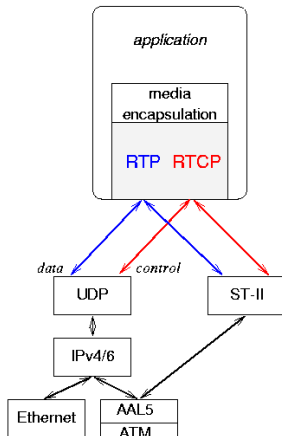 application
media
encapsulation
RTP RTCP
data control
UDP ST-II
IPv4/6
Ethernet AAL5
ATM